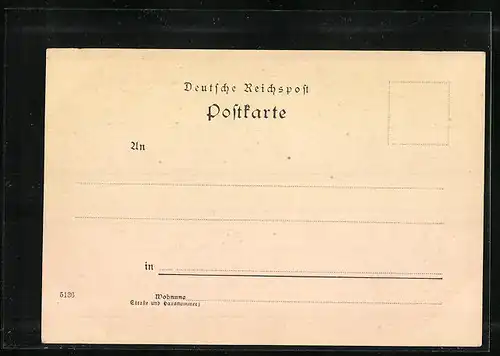 Deutsche Reichspost
Postkarte
An
in
Wohnung
(Straße und Hausnummer)
5126